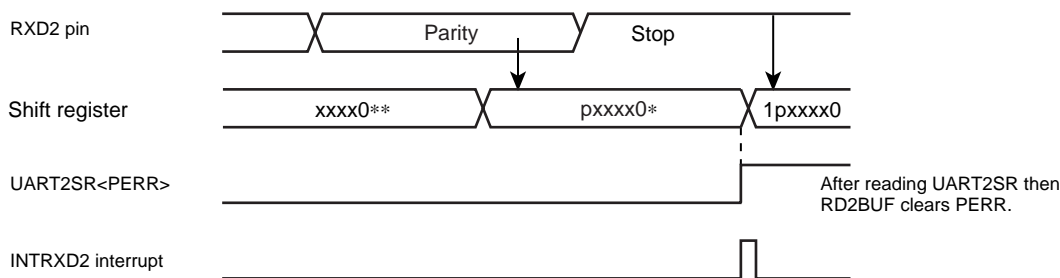 RXD2 pin
Parity
Stop
Shift register
xxxx0**
pxxxx0*
1pxxxx0
UART2SR<PERR>
After reading UART2SR then
RD2BUF clears PERR.
INTRXD2 interrupt